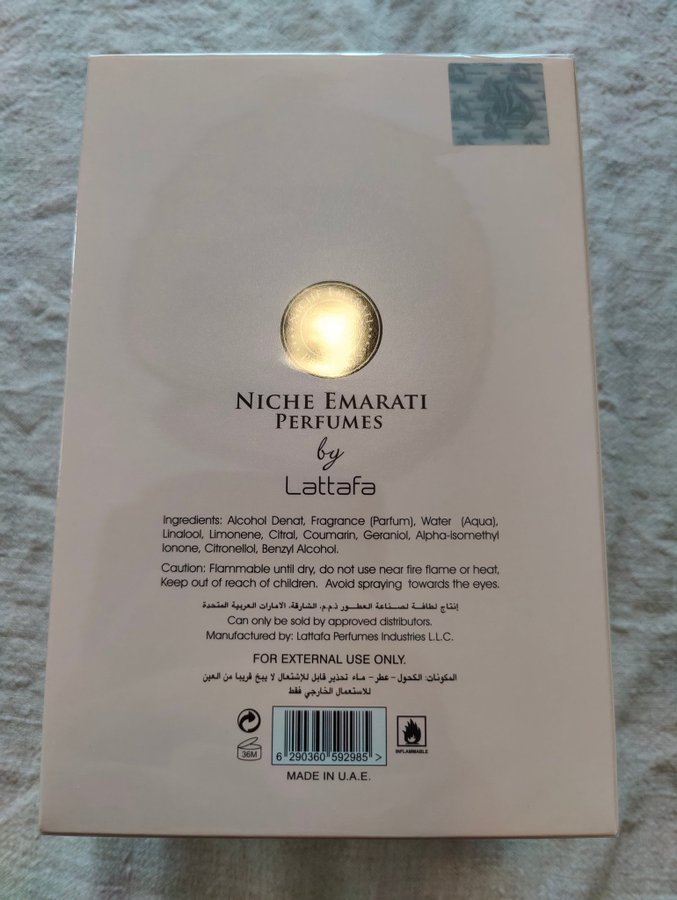 NICHE EMARATI
PERFUMES
by
Lattafa
Ingredients: Alcohol Denat, Fragrance (Parfum), Water (Aqua),
Linalool, Limonene, Citral, Coumarin, Geraniol, Alpha-isomethyl
Ionone, Citronellol, Benzyl Alcohol.
Caution: Flammable until dry, do not use near fire flame or heat,
Keep out of reach of children. Avoid spraying towards the eyes.
إنتاج لطافة لصناعة العطور ذ.م.م. الشارقة، الامارات العربية المتحدة
Can only be sold by approved distributors.
Manufactured by: Lattafa Perfumes Industries L.L.C.
FOR EXTERNAL USE ONLY.
المكونات: الكحول - عطر - ماء تحذير قابل للإشتعال لا يبخ قريبا من العين
للاستعمال الخارجي فقط
36M
6 290360 592985 >
INFLAMMABLE
MADE IN U.A.E.